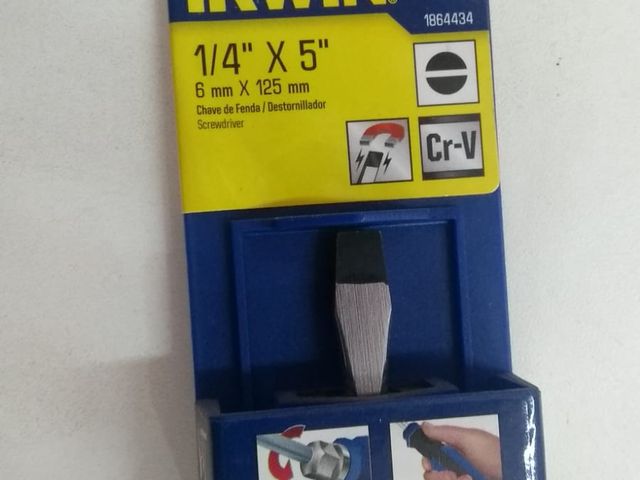 IRWIN®
1864434
1/4" X 5"
6 mm X 125 mm
Chave de Fenda / Destornillador
Screwdriver
Cr-V